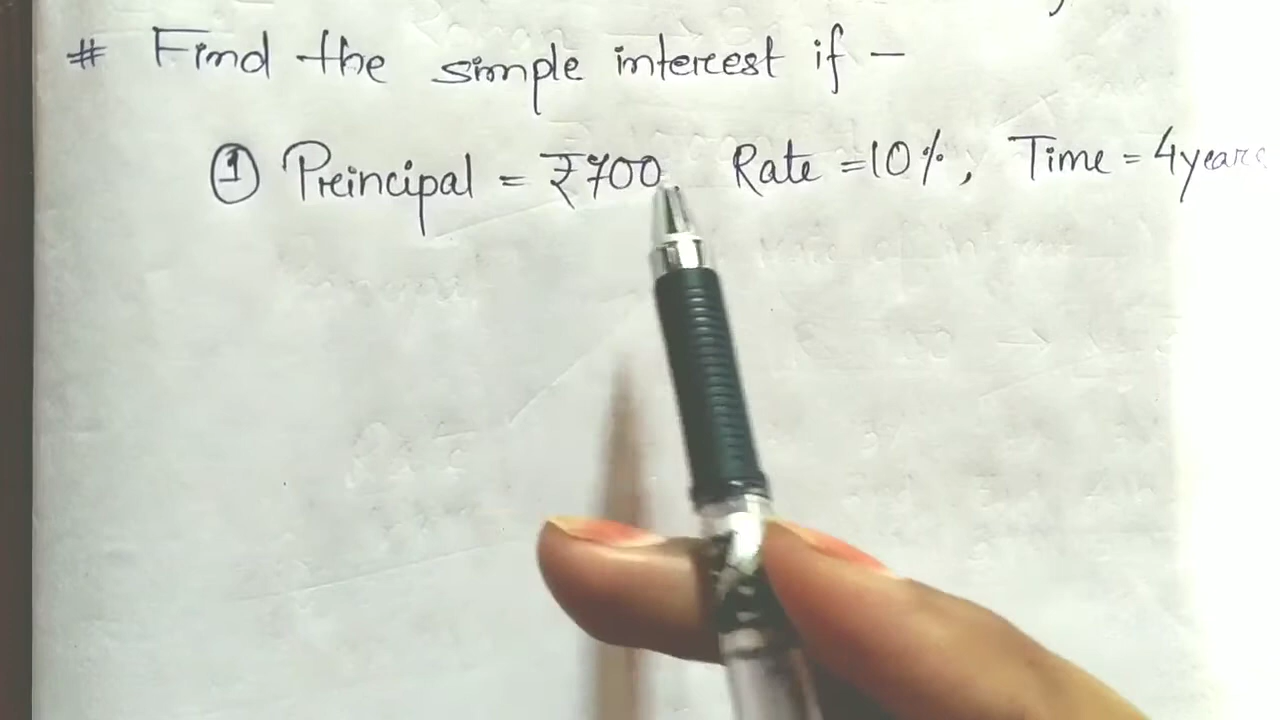 # Find the simple interest if -
① Preincipal = ₹700 Rate = 10%, Time = 4 years